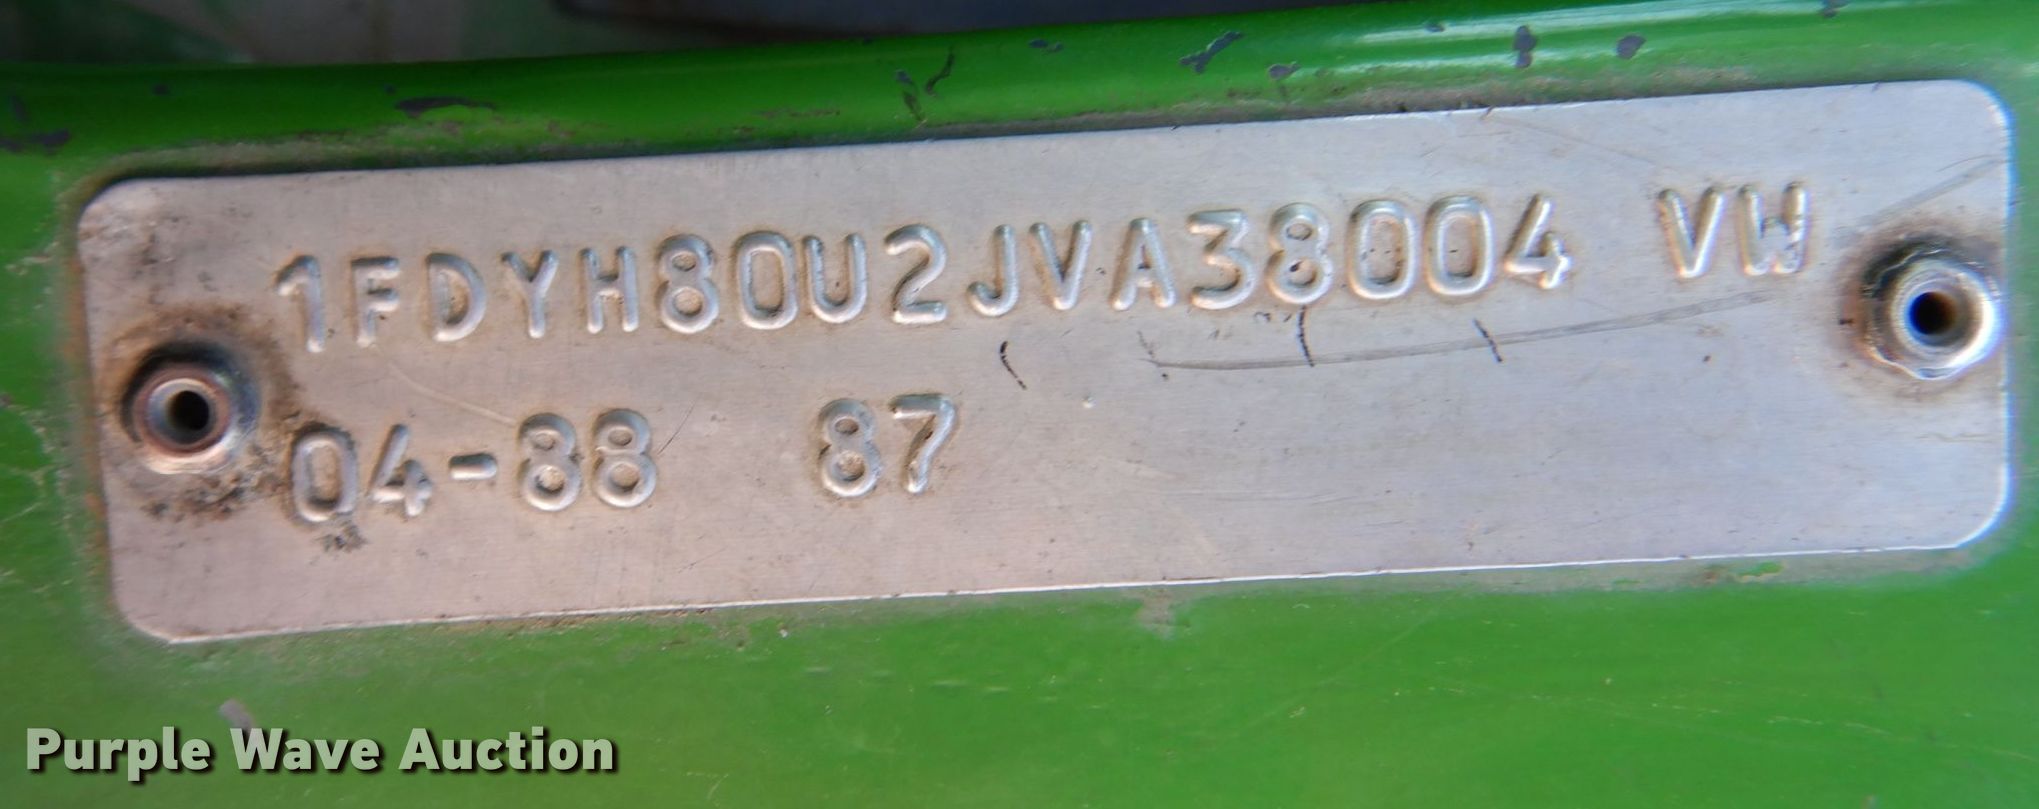 1FDYH80U2JVA38004 VW
04-88 87
Purple Wave Auction